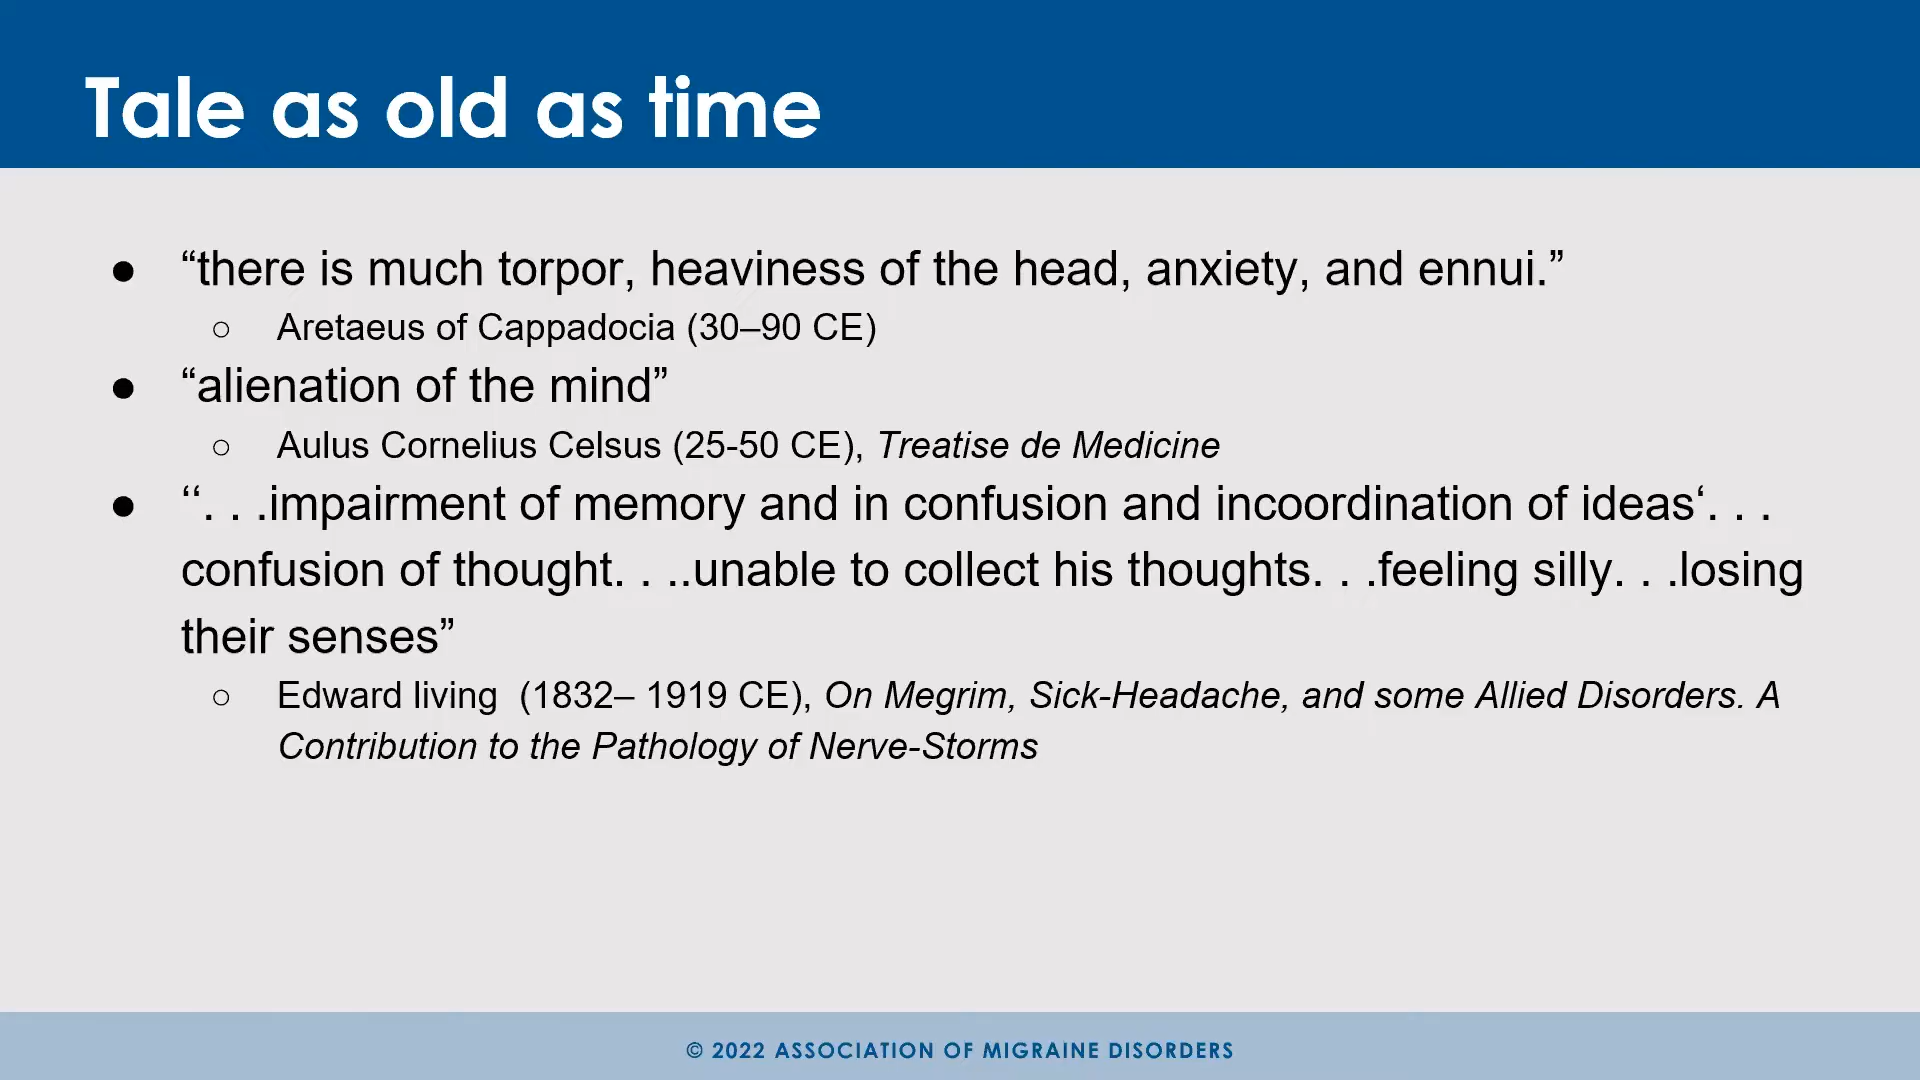 Tale as old as time
● “there is much torpor, heaviness of the head, anxiety, and ennui.”
○ Aretaeus of Cappadocia (30–90 CE)
● “alienation of the mind”
○ Aulus Cornelius Celsus (25-50 CE), Treatise de Medicine
● ‘‘. . .impairment of memory and in confusion and incoordination of ideas‘. . .
confusion of thought. . ..unable to collect his thoughts. . .feeling silly. . .losing
their senses”
○ Edward living (1832– 1919 CE), On Megrim, Sick-Headache, and some Allied Disorders. A
Contribution to the Pathology of Nerve-Storms
© 2022 ASSOCIATION OF MIGRAINE DISORDERS